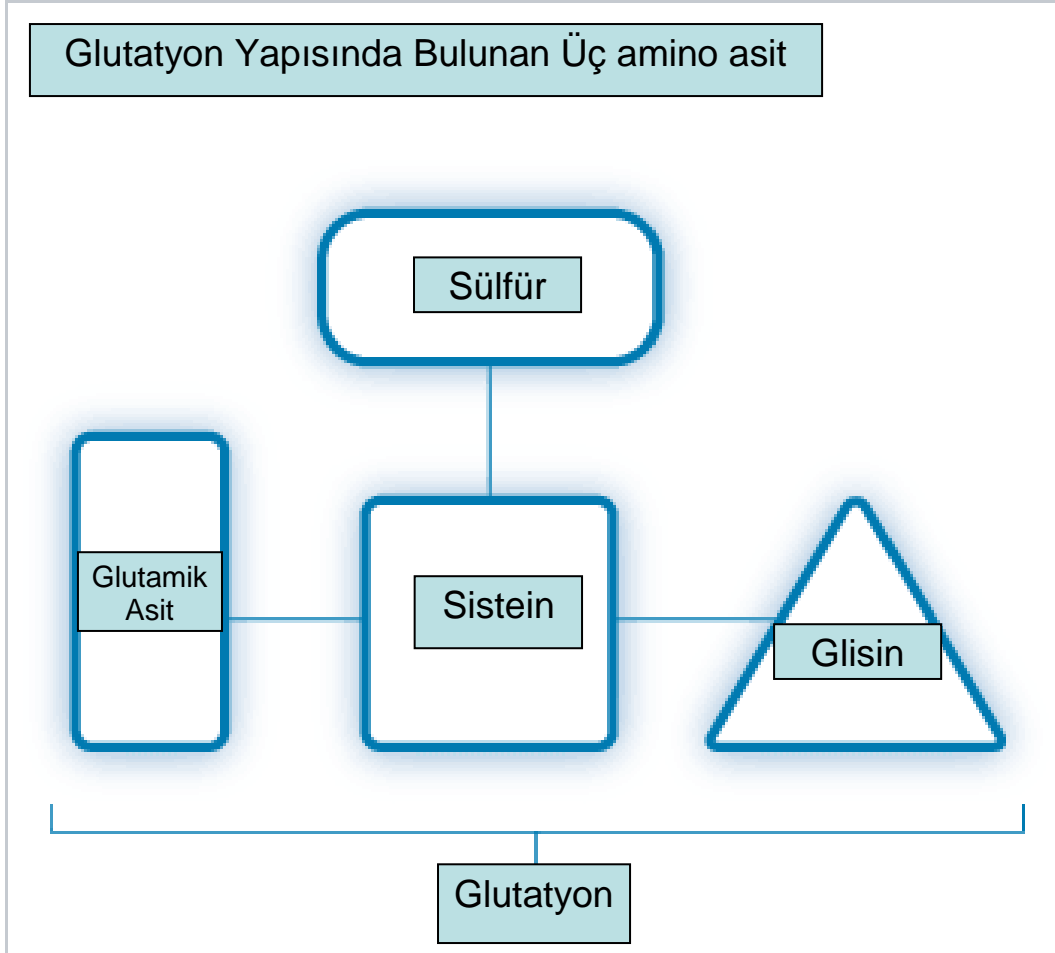 Glutatyon Yapısında Bulunan Üç amino asit
Sülfür
Glutamik
Asit
Sistein
Glisin
Glutatyon